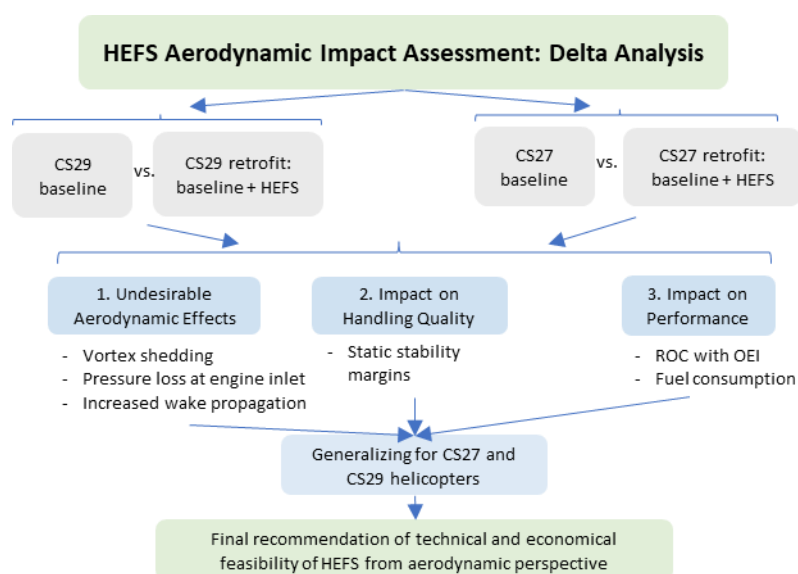 HEFS Aerodynamic Impact Assessment: Delta Analysis
CS29
baseline
vs.
CS29 retrofit:
baseline + HEFS
CS27
baseline
vs.
CS27 retrofit:
baseline + HEFS
1. Undesirable
Aerodynamic Effects
- Vortex shedding
- Pressure loss at engine inlet
- Increased wake propagation
2. Impact on
Handling Quality
- Static stability
margins
3. Impact on
Performance
- ROC with OEI
- Fuel consumption
Generalizing for CS27 and
CS29 helicopters
Final recommendation of technical and economical
feasibility of HEFS from aerodynamic perspective